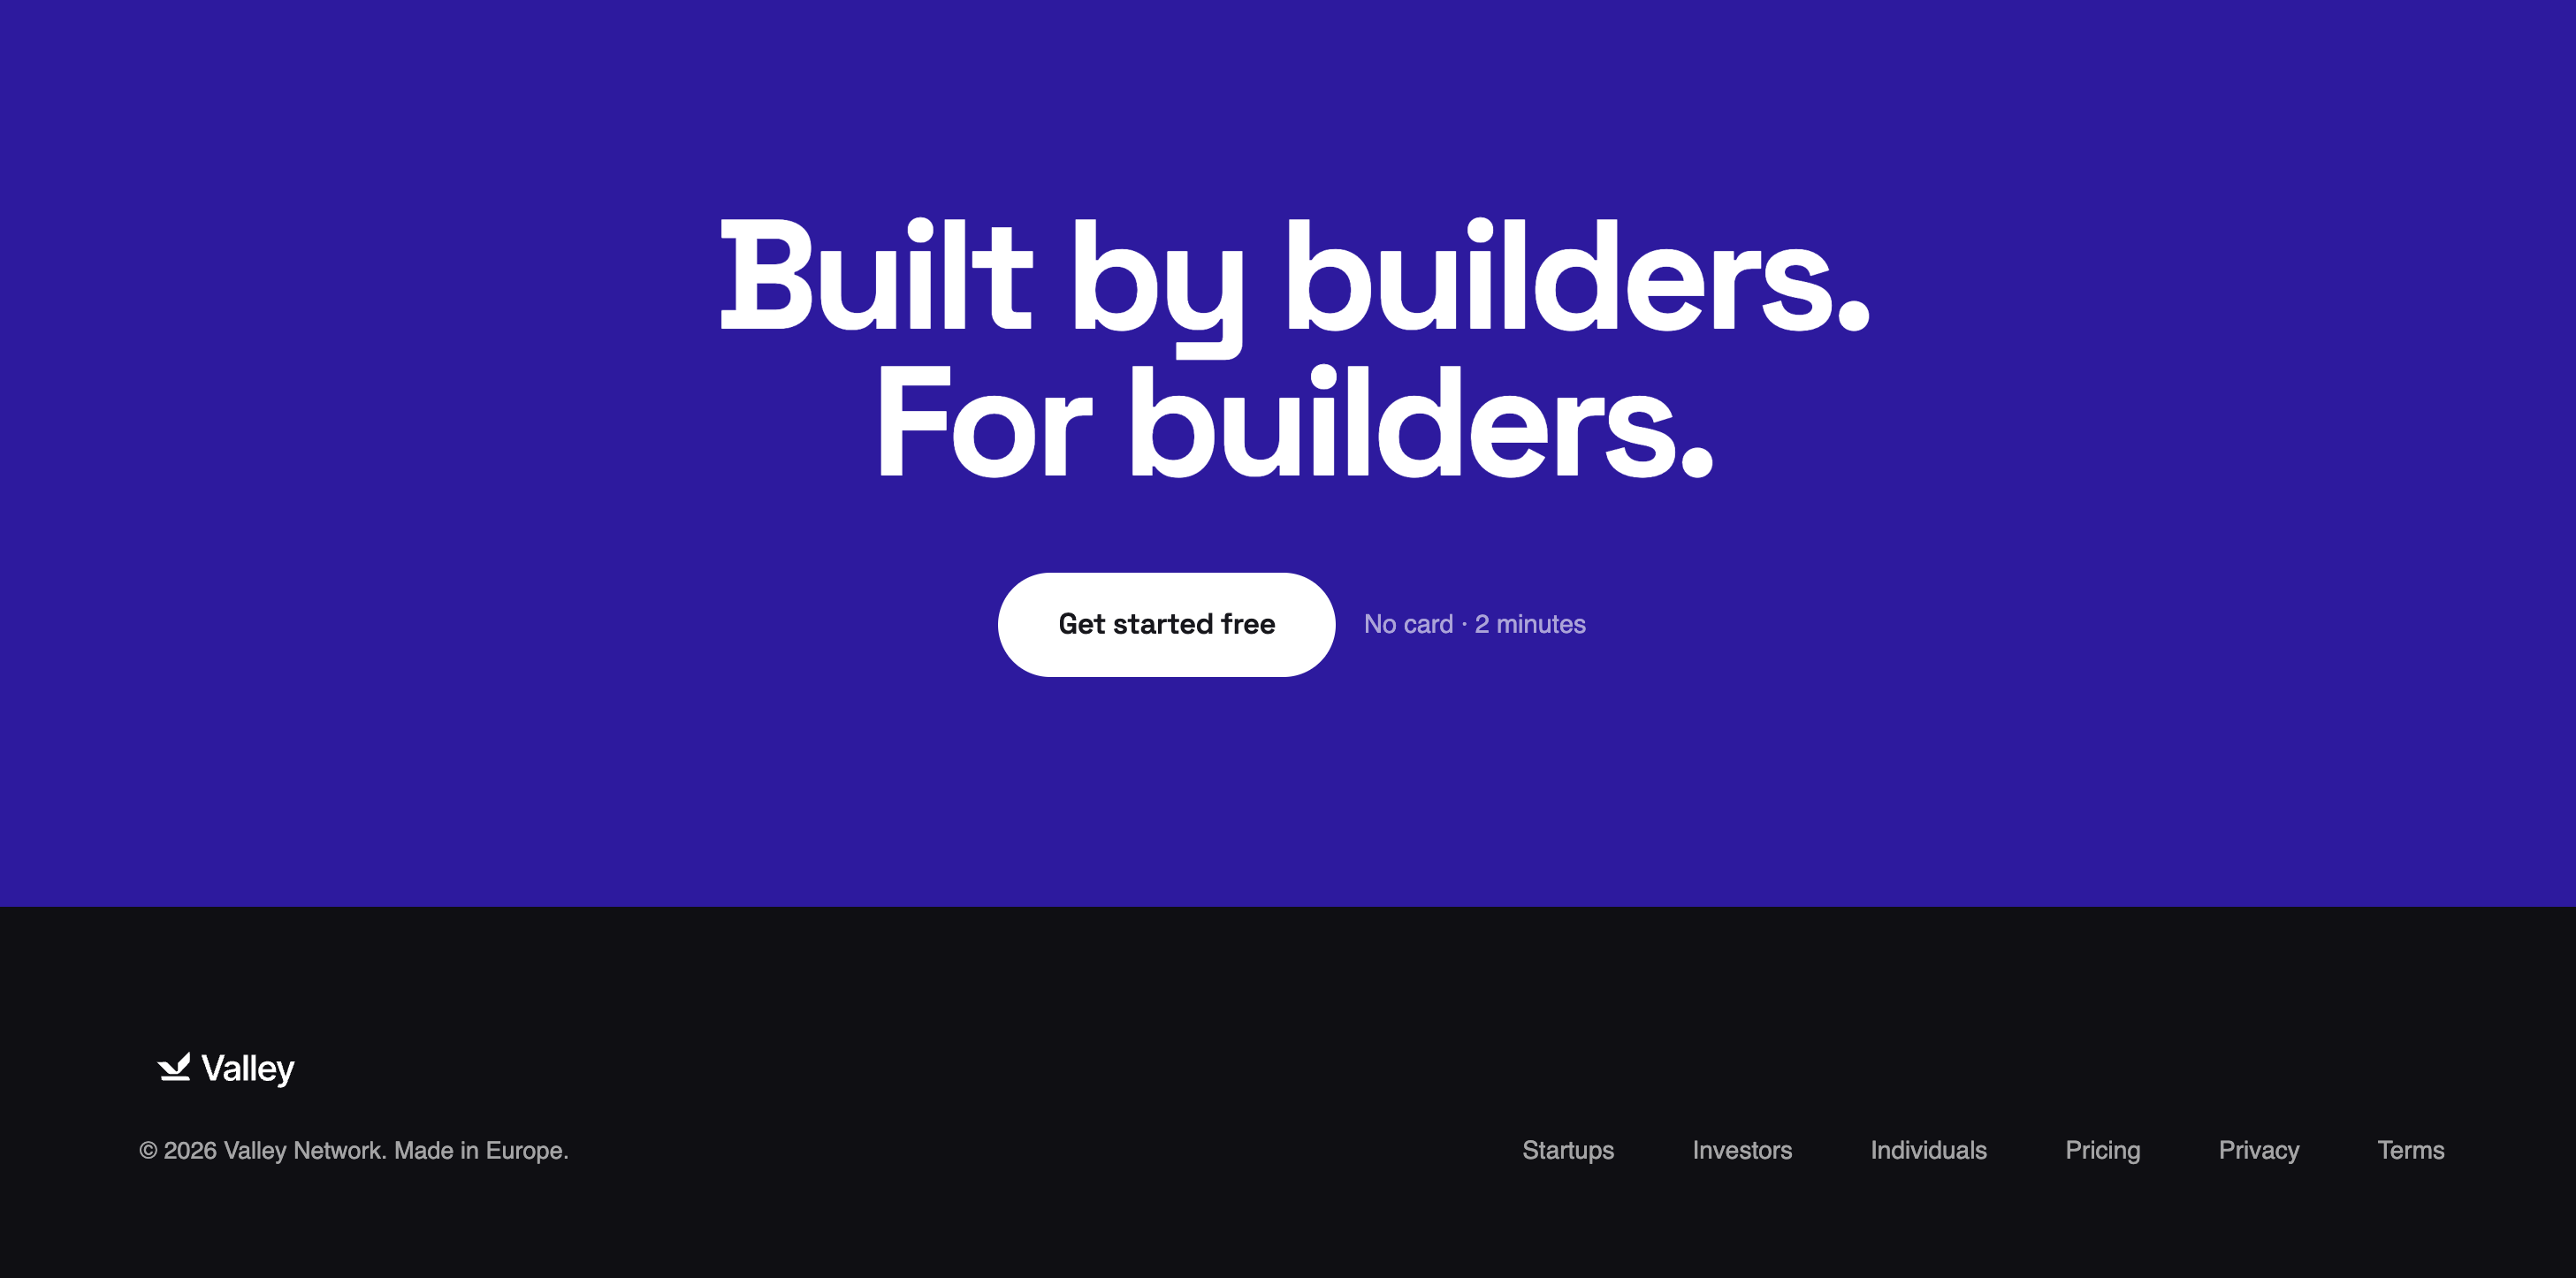 Built by builders.
For builders.
Get started free
No card · 2 minutes
Valley
© 2026 Valley Network. Made in Europe.
Startups
Investors
Individuals
Pricing
Privacy
Terms